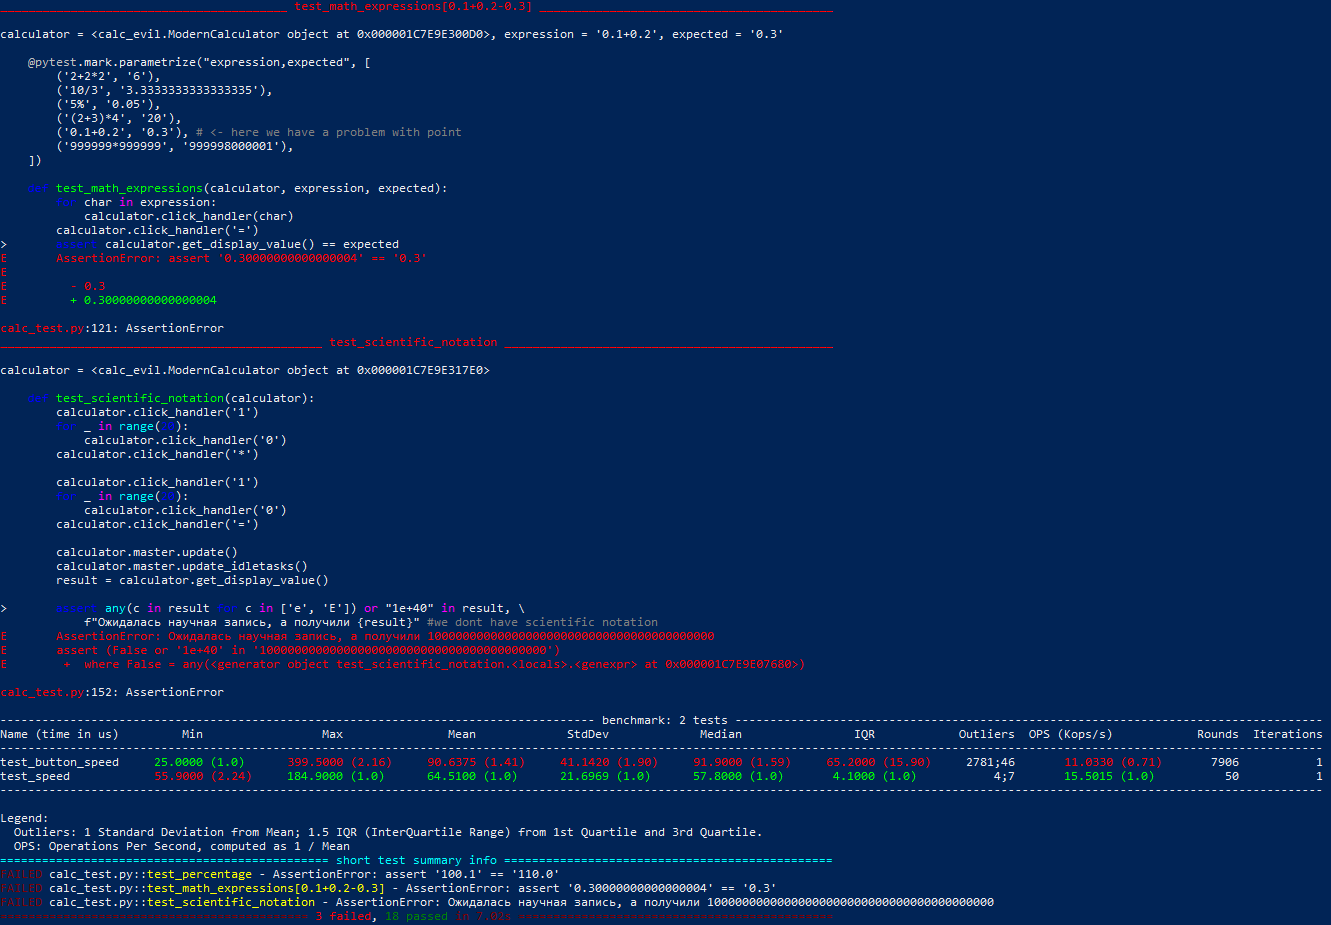 test_math_expressions[0.1+0.2-0.3]
calculator = <calc_evil.ModernCalculator object at 0x000001C7E9E300D0>, expression = '0.1+0.2', expected = '0.3'
@pytest.mark.parametrize("expression,expected", [
('2+2*2', '6'),
('10/3', '3.3333333333333335'),
('5%', '0.05'),
('(2+3)*4', '20'),
('0.1+0.2', '0.3'), # <- here we have a problem with point
('999999*999999', '999998000001'),
])
def test_math_expressions(calculator, expression, expected):
for char in expression:
calculator.click_handler(char)
calculator.click_handler('=')
> assert calculator.get_display_value() == expected
E AssertionError: assert '0.30000000000000004' == '0.3'
E
E - 0.3
E + 0.30000000000000004
calc_test.py:121: AssertionError
test_scientific_notation
calculator = <calc_evil.ModernCalculator object at 0x000001C7E9E317E0>
def test_scientific_notation(calculator):
calculator.click_handler('1')
for _ in range(20):
calculator.click_handler('0')
calculator.click_handler('*')
calculator.click_handler('1')
for _ in range(20):
calculator.click_handler('0')
calculator.click_handler('=')
calculator.master.update()
calculator.master.update_idletasks()
result = calculator.get_display_value()
> assert any(c in result for c in ['e', 'E']) or "1e+40" in result, \
f"Ожидалась научная запись, а получили {result}" #we dont have scientific notation
E AssertionError: Ожидалась научная запись, а получили 10000000000000000000000000000000000000000
E assert (False or '1e+40' in '10000000000000000000000000000000000000000')
E + where False = any(<generator object test_scientific_notation.<locals>.<genexpr> at 0x000001C7E9E07680>)
calc_test.py:152: AssertionError
benchmark: 2 tests
Name (time in us) Min Max Mean StdDev Median IQR Outliers OPS (Kops/s) Rounds Iterations
test_button_speed 25.0000 (1.0) 399.5000 (2.16) 90.6375 (1.41) 41.1420 (1.90) 91.9000 (1.59) 65.2000 (15.90) 2781;46 11.0330 (0.71) 7906 1
test_speed 55.9000 (2.24) 184.9000 (1.0) 64.5100 (1.0) 21.6969 (1.0) 57.8000 (1.0) 4.1000 (1.0) 4;7 15.5015 (1.0) 50 1
Legend:
Outliers: 1 Standard Deviation from Mean; 1.5 IQR (InterQuartile Range) from 1st Quartile and 3rd Quartile.
OPS: Operations Per Second, computed as 1 / Mean
short test summary info
FAILED calc_test.py::test_percentage - AssertionError: assert '100.1' == '110.0'
FAILED calc_test.py::test_math_expressions[0.1+0.2-0.3] - AssertionError: assert '0.30000000000000004' == '0.3'
FAILED calc_test.py::test_scientific_notation - AssertionError: Ожидалась научная запись, а получили 10000000000000000000000000000000000000000
3 failed, 18 passed in 7.02s